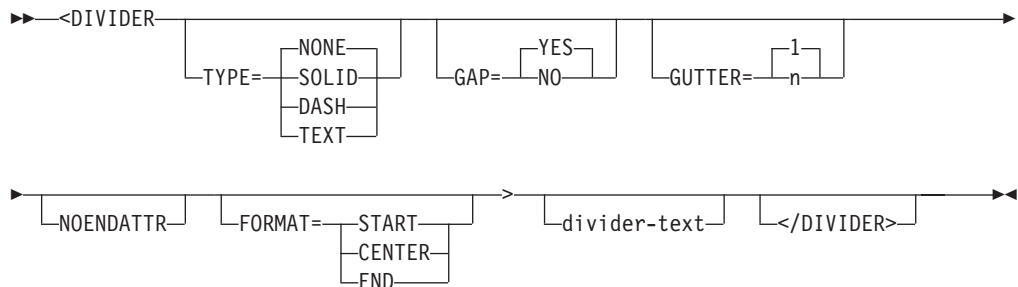 <DIVIDER
TYPE=
NONE
SOLID
DASH
TEXT
GAP=
YES
NO
GUTTER=
1
n
NOENDATTR
FORMAT=
START
CENTER
END
>
divider-text
</DIVIDER>